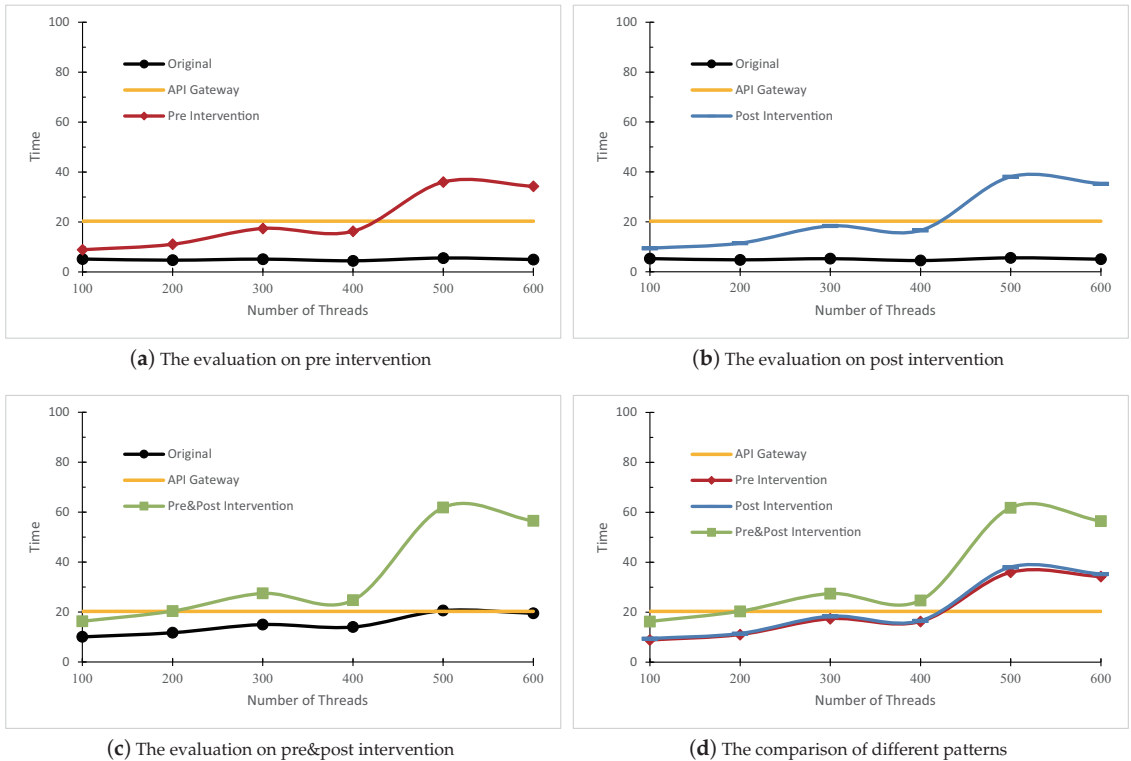 100
80
60
40
20
0
Time
Original
API Gateway
Pre Intervention
100 200 300 400 500 600
Number of Threads
(a) The evaluation on pre intervention
100
80
60
40
20
0
Time
Original
API Gateway
Post Intervention
100 200 300 400 500 600
Number of Threads
(b) The evaluation on post intervention
100
80
60
40
20
0
Time
Original
API Gateway
Pre&Post Intervention
100 200 300 400 500 600
Number of Threads
(c) The evaluation on pre&post intervention
100
80
60
40
20
0
Time
API Gateway
Pre Intervention
Post Intervention
Pre&Post Intervention
100 200 300 400 500 600
Number of Threads
(d) The comparison of different patterns